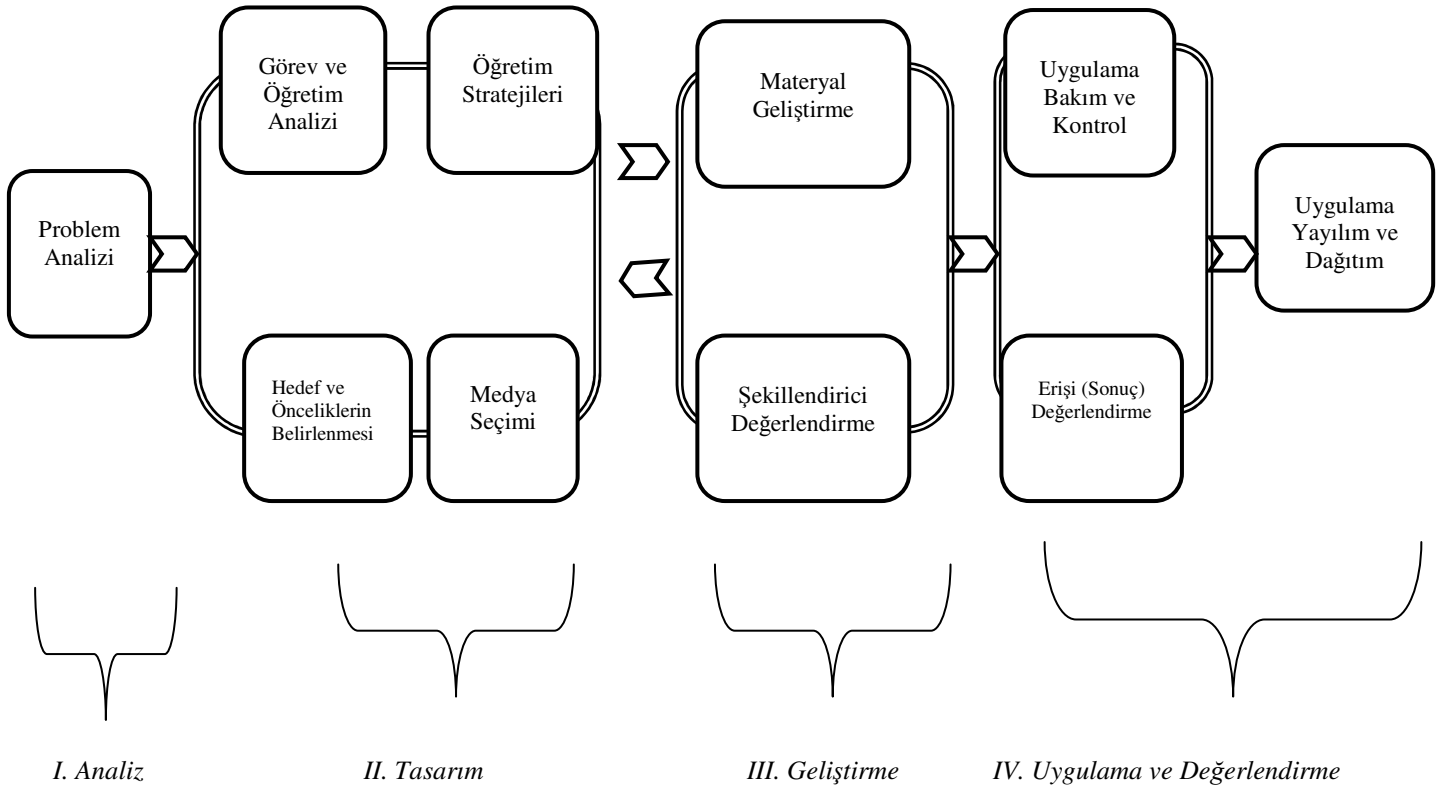 Görev ve
Öğretim
Analizi
Öğretim
Stratejileri
Materyal
Geliştirme
Uygulama
Bakım ve
Kontrol
Problem
Analizi
Uygulama
Yayılım ve
Dağıtım
Hedef ve
Önceliklerin
Belirlenmesi
Medya
Seçimi
Şekillendirici
Değerlendirme
Erişi (Sonuç)
Değerlendirme
I. Analiz
II. Tasarım
III. Geliştirme
IV. Uygulama ve Değerlendirme